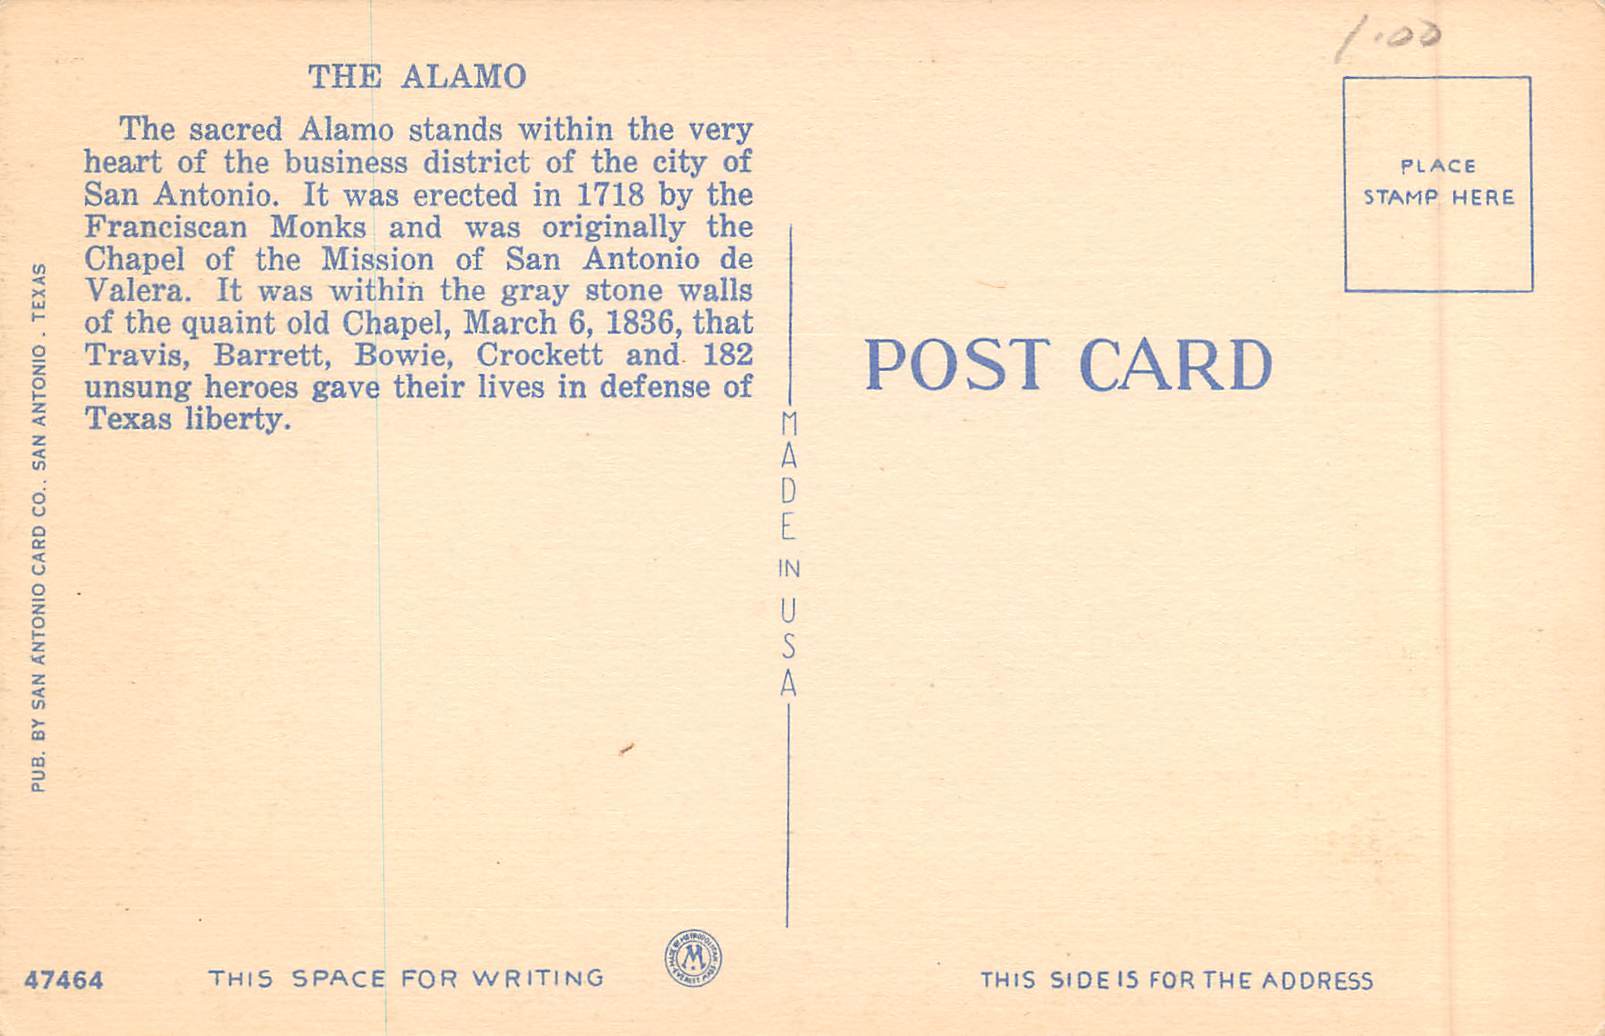 1.00
THE ALAMO
The sacred Alamo stands within the very
heart of the business district of the city of
San Antonio. It was erected in 1718 by the
Franciscan Monks and was originally the
Chapel of the Mission of San Antonio de
Valera. It was within the gray stone walls
of the quaint old Chapel, March 6, 1836, that
Travis, Barrett, Bowie, Crockett and 182
unsung heroes gave their lives in defense of
Texas liberty.
PUB. BY SAN ANTONIO CARD CO., SAN ANTONIO, TEXAS
MADE IN USA
POST CARD
PLACE
STAMP HERE
47464
THIS SPACE FOR WRITING
MADE BY METROPOLITAN
M
EVERETT MASS
THIS SIDE IS FOR THE ADDRESS